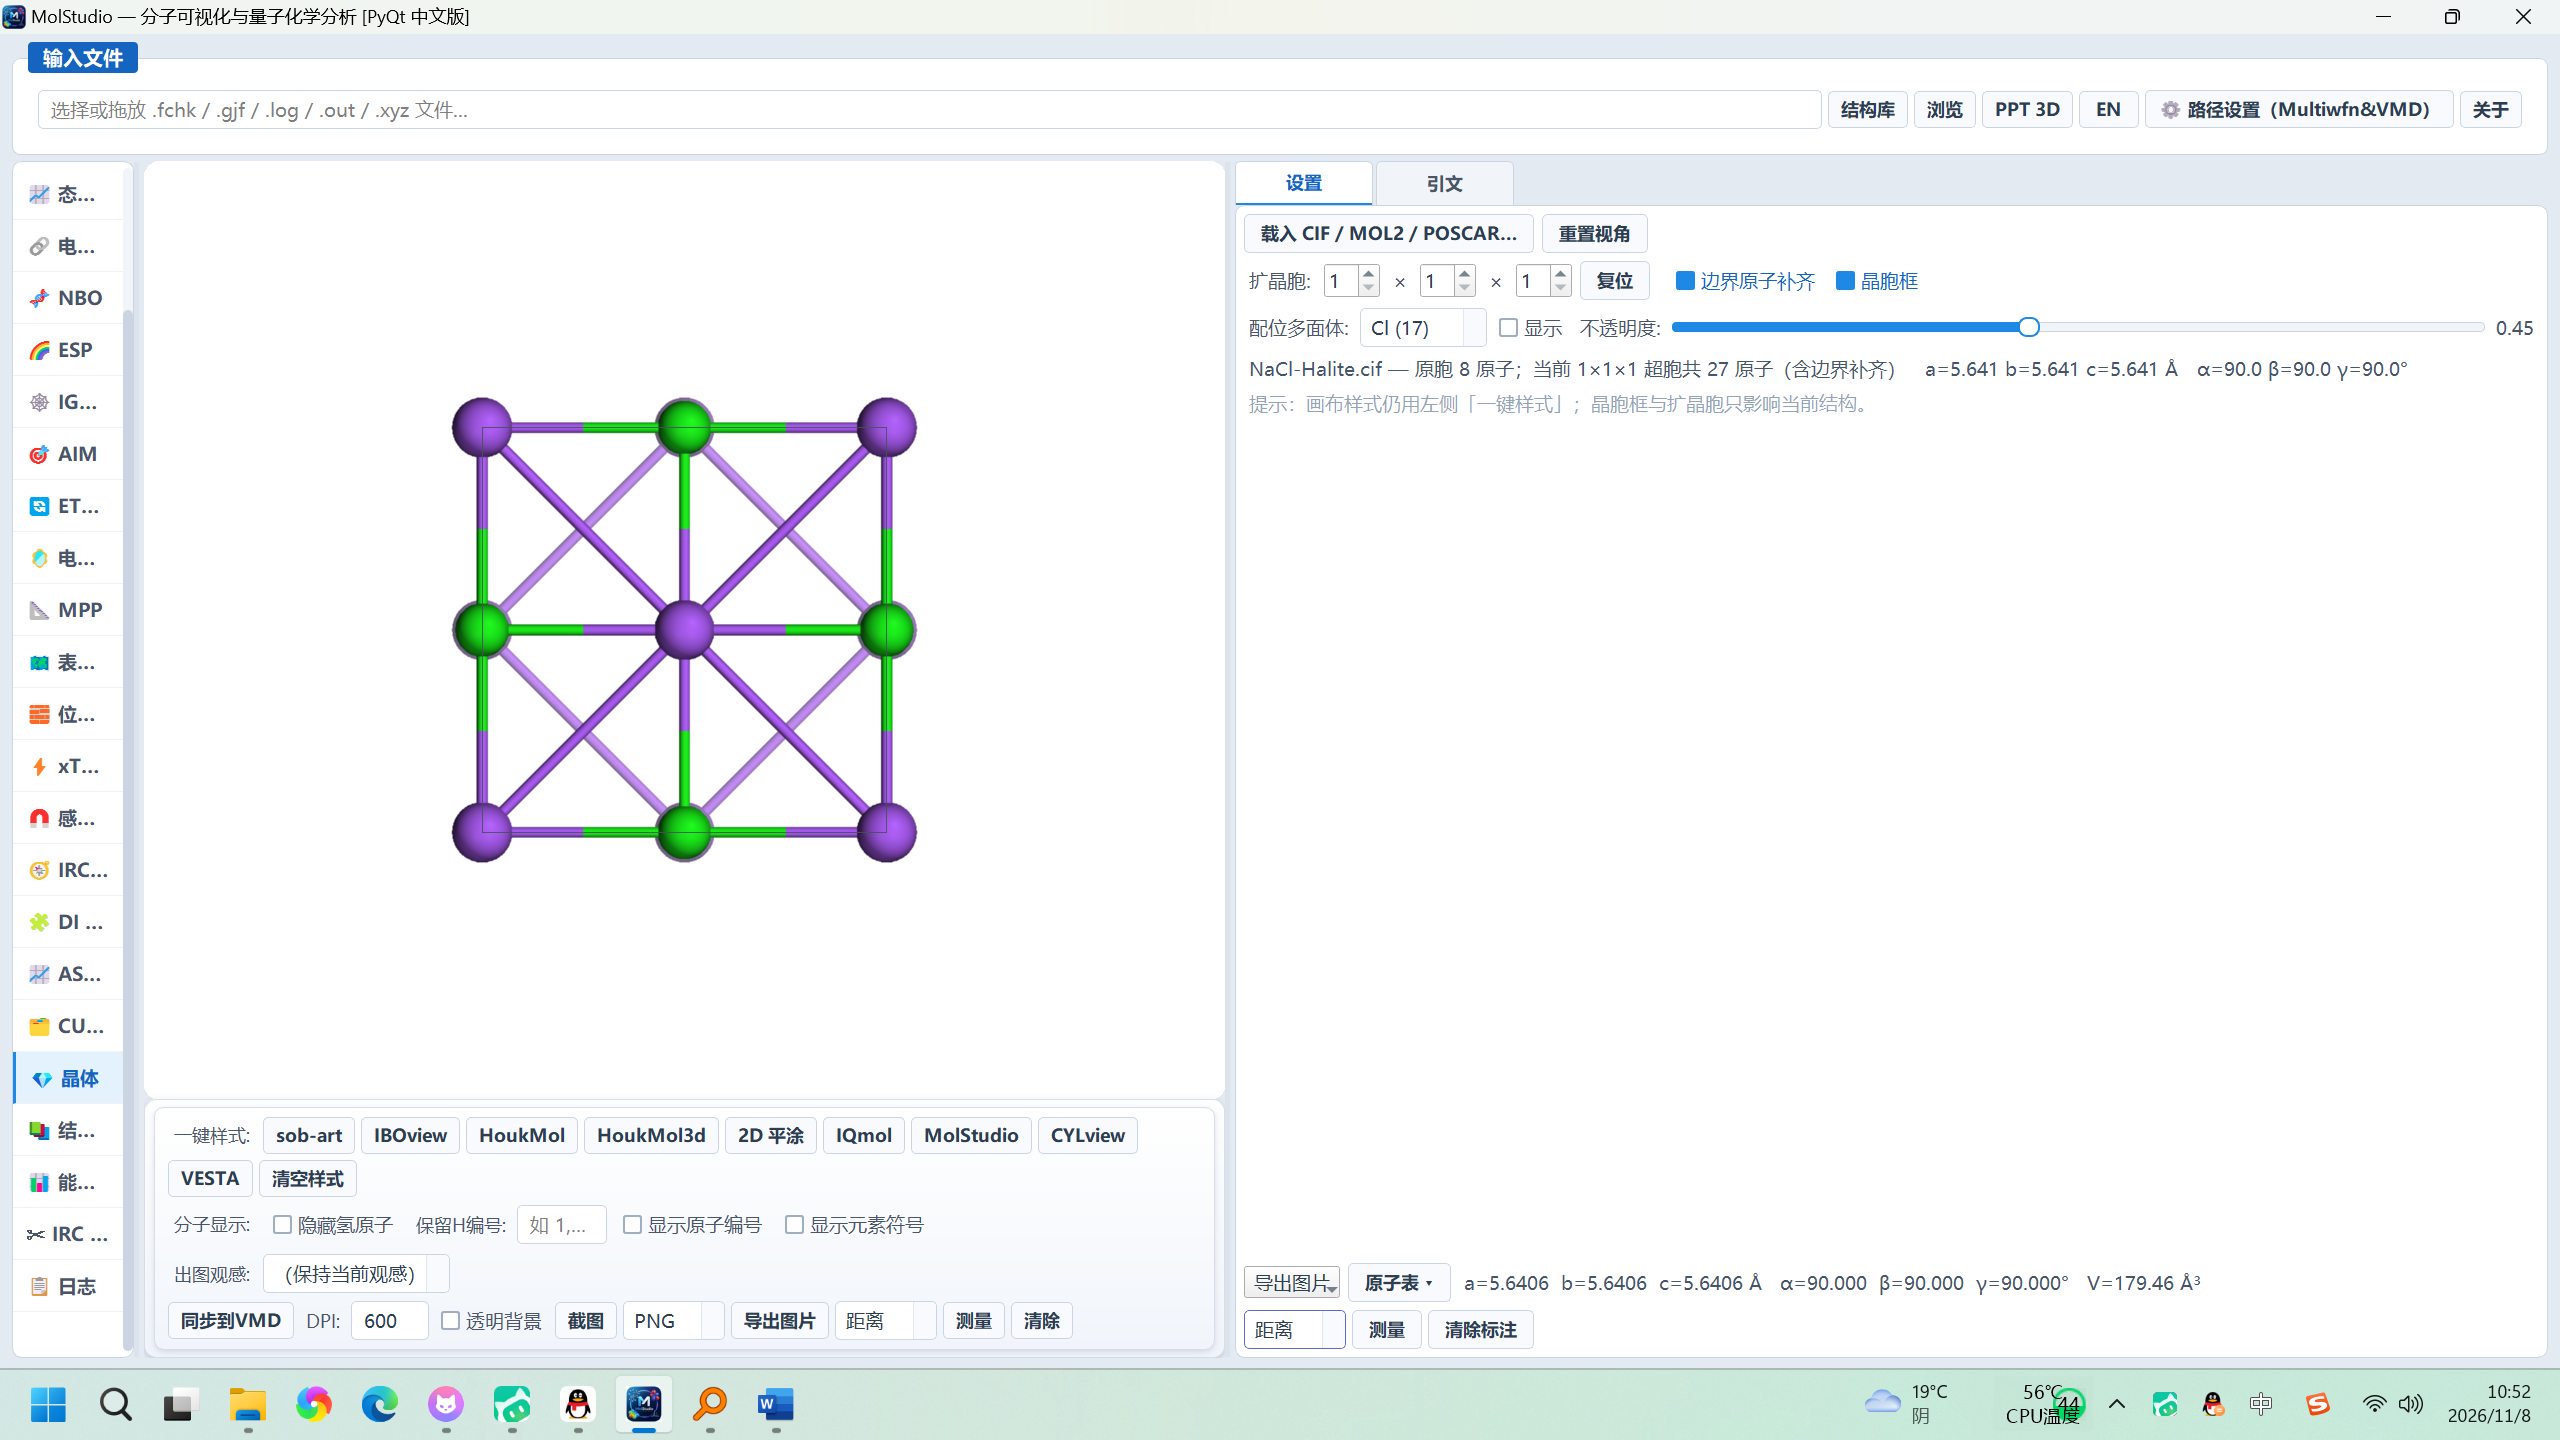 MolStudio — 分子可视化与量子化学分析 [PyQt 中文版]
输入文件
选择或拖放 .fchk / .gjf / .log / .out / .xyz 文件...
结构库 浏览 PPT 3D EN 路径设置（Multiwfn&VMD） 关于
态...
电...
NBO
ESP
IG...
AIM
ET...
电...
MPP
表...
位...
xT...
感...
IRC...
DI ...
AS...
CU...
晶体
结...
能...
IRC ...
日志
设置 引文
载入 CIF / MOL2 / POSCAR... 重置视角
扩晶胞: 1 × 1 × 1 复位 边界原子补齐 晶胞框
配位多面体: Cl (17) 显示 不透明度: 0.45
NaCl-Halite.cif — 原胞 8 原子；当前 1×1×1 超胞共 27 原子（含边界补齐） a=5.641 b=5.641 c=5.641 Å α=90.0 β=90.0 γ=90.0°
提示：画布样式仍用左侧「一键样式」；晶胞框与扩晶胞只影响当前结构。
一键样式: sob-art IBOview HoukMol HoukMol3d 2D 平涂 IQmol MolStudio CYLview
VESTA 清空样式
分子显示: 隐藏氢原子 保留H编号: 如 1,... 显示原子编号 显示元素符号
出图观感: （保持当前观感）
同步到VMD DPI: 600 透明背景 截图 PNG 导出图片 距离 测量 清除
导出图片 原子表 a=5.6406 b=5.6406 c=5.6406 Å α=90.000 β=90.000 γ=90.000° V=179.46 Å³
距离 测量 清除标注
19°C
阴
56°C
CPU温度
44
中
10:52
2026/11/8